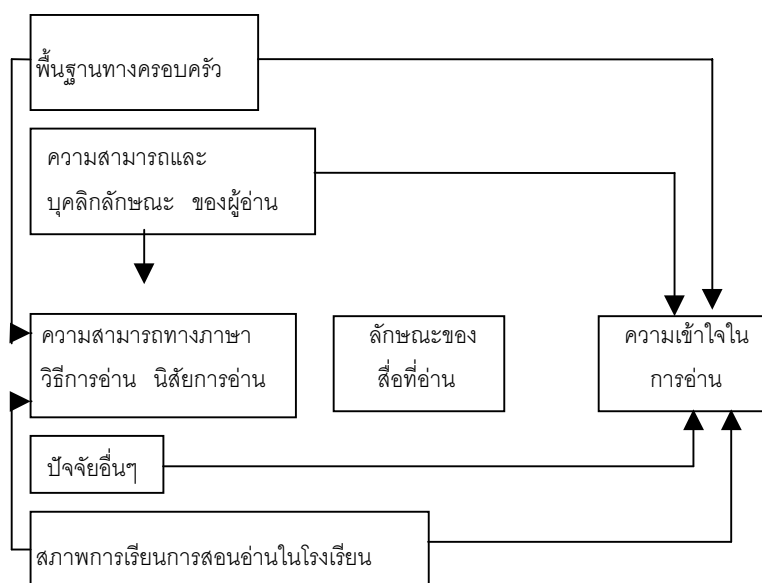 พื้นฐานทางครอบครัว
ความสามารถและ
บุคลิกลักษณะ ของผู้อ่าน
ความสามารถทางภาษา
วิธีการอ่าน นิสัยการอ่าน
ลักษณะของ
สื่อที่อ่าน
ความเข้าใจใน
การอ่าน
ปัจจัยอื่นๆ
สภาพการเรียนการสอนอ่านในโรงเรียน